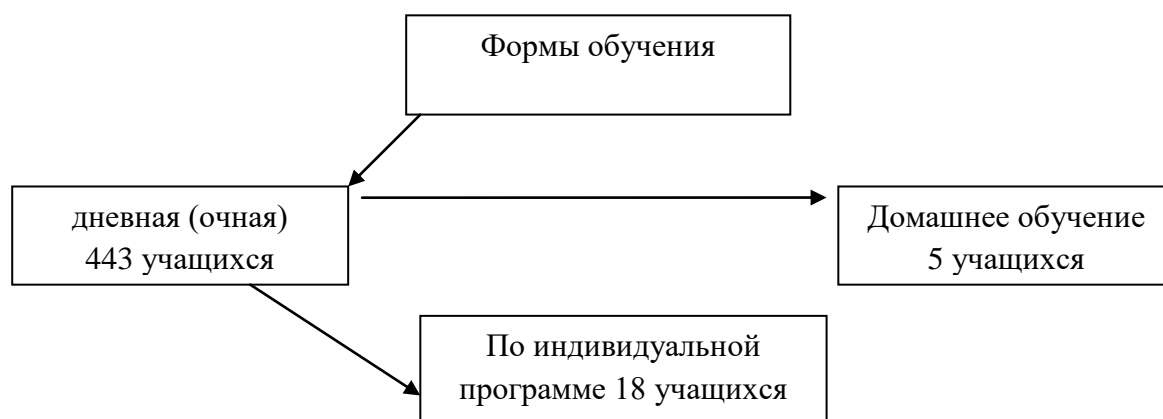 Формы обучения
дневная (очная)
443 учащихся
Домашнее обучение
5 учащихся
По индивидуальной
программе 18 учащихся